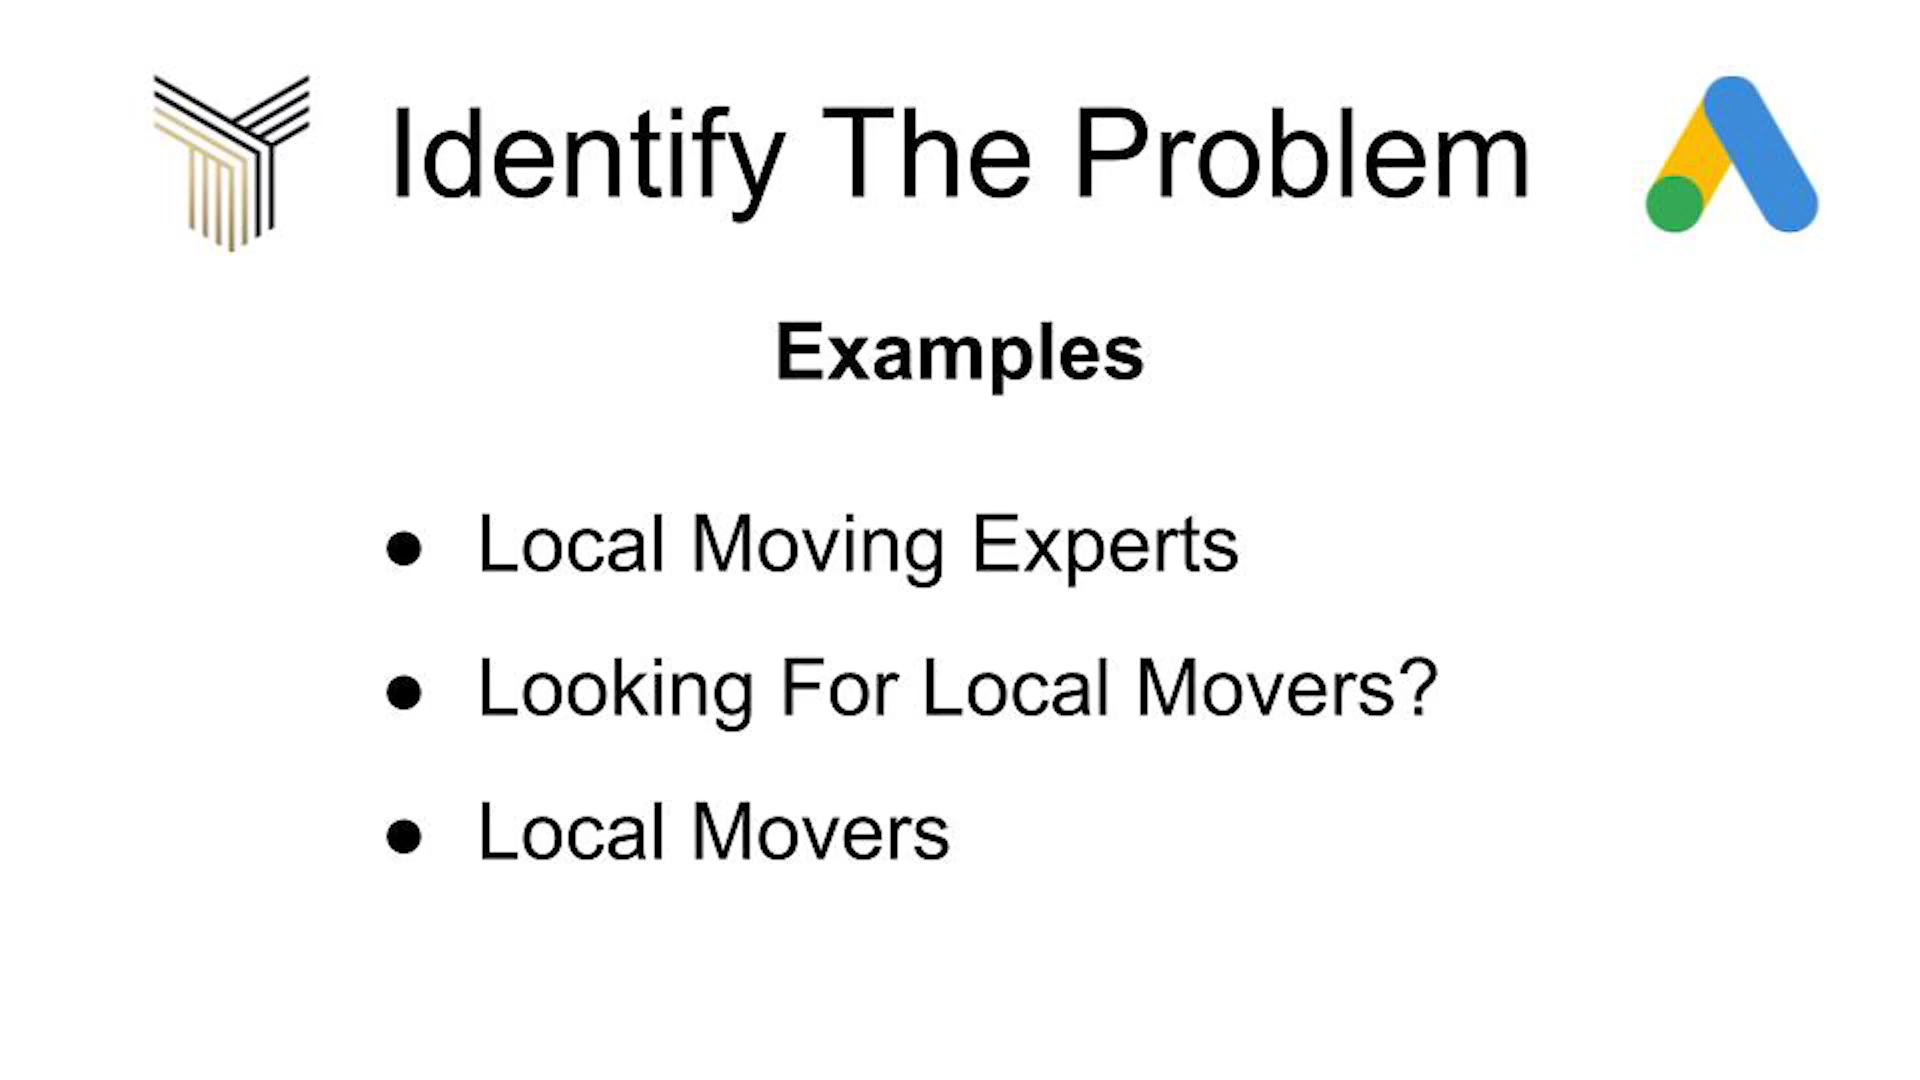 Identify The Problem
Examples
● Local Moving Experts
● Looking For Local Movers?
● Local Movers